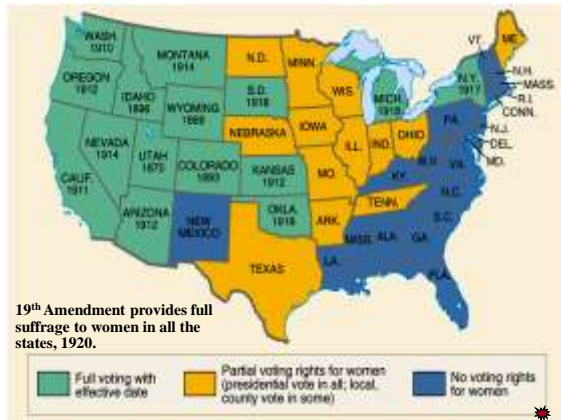 WASH.
1910
OREGON
1912
CALIF.
1911
NEVADA
1914
IDAHO
1896
MONTANA
1914
WYOMING
1869
UTAH
1870
COLORADO
1893
ARIZONA
1912
NEW
MEXICO
N.D.
S.D.
1918
NEBRASKA
KANSAS
1912
OKLA.
1918
TEXAS
MINN.
IOWA
MO.
ARK.
LA.
WIS.
ILL.
MICH.
1918
IND.
OHIO
KY.
TENN.
MISS.
ALA.
GA.
FLA.
S.C.
N.C.
VA.
W.V.
PA.
N.Y.
1917
VT.
ME.
N.H.
MASS.
R.I.
CONN.
N.J.
DEL.
MD.
19th Amendment provides full
suffrage to women in all the
states, 1920.
Full voting with
effective date
Partial voting rights for women
(presidential vote in all; local,
county vote in some)
No voting rights
for women